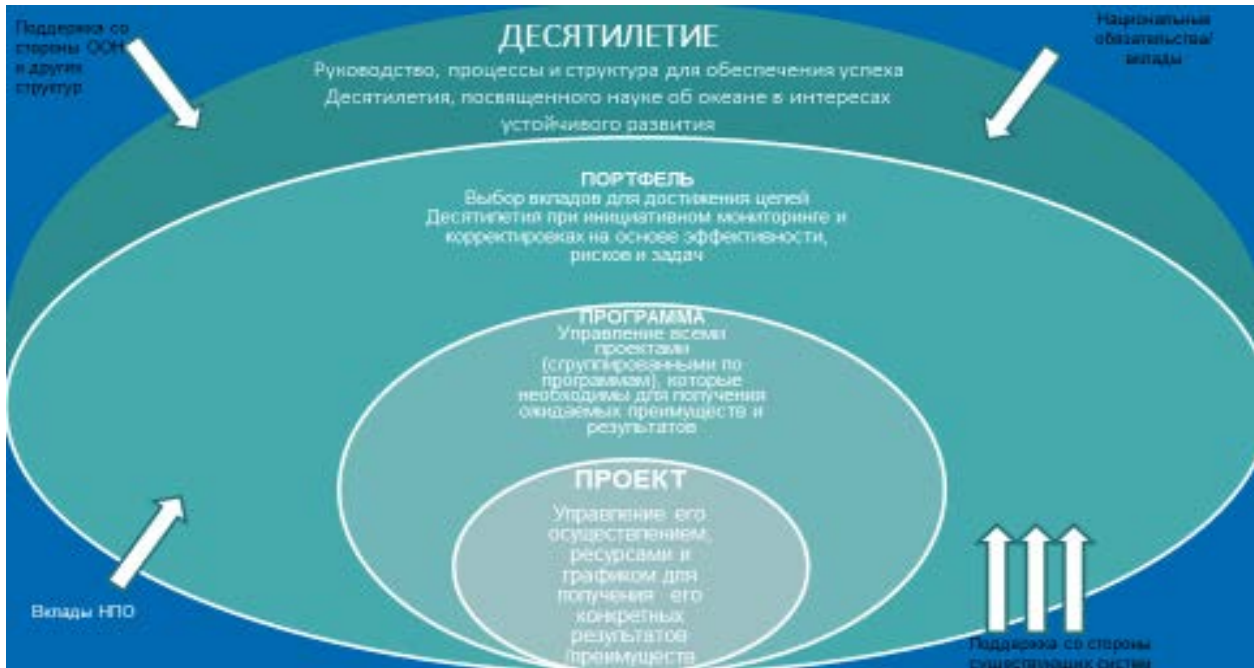 Поддержка со
стороны ООН
и других
структур
ДЕСЯТИЛЕТИЕ
Руководство, процессы и структура для обеспечения успеха
Десятилетия, посвященного науке об океане в интересах
устойчивого развития
Национальные
обязательства/
вклады
ПОРТФЕЛЬ
Выбор вкладов для достижения целей
Десятилетия при инициативном мониторинге и
корректировках на основе эффективности,
рисков и задач
ПРОГРАММА
Управление всеми
проектами
(сгруппированными по
программам), которые
необходимы для получения
ожидаемых преимуществ и
результатов
ПРОЕКТ
Управление его
осуществлением,
ресурсами и
графиком для
получения его
конкретных
результатов
/преимуществ
Вклады НПО
Поддержка со стороны
существующих систем